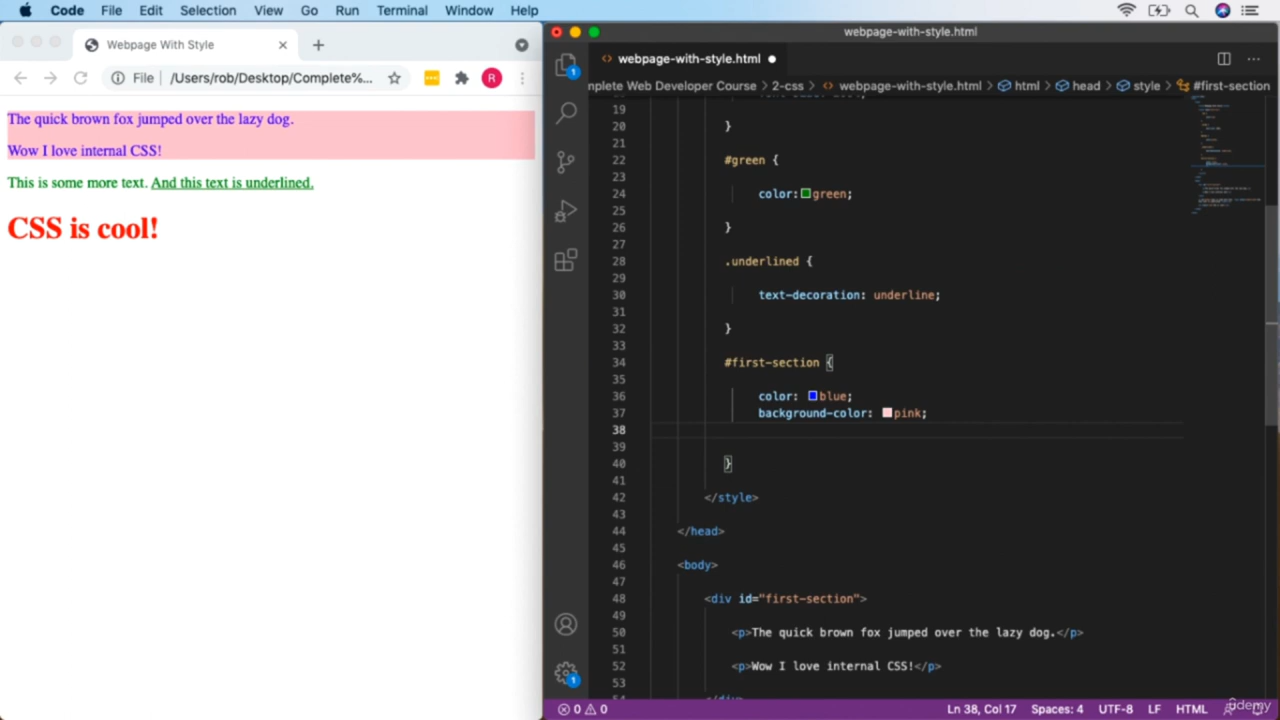 Code File Edit Selection View Go Run Terminal Window Help
Webpage With Style
File /Users/rob/Desktop/Complete%... R
The quick brown fox jumped over the lazy dog.
Wow I love internal CSS!
This is some more text. And this text is underlined.
CSS is cool!
webpage-with-style.html
webpage-with-style.html
mplete Web Developer Course > 2-css > webpage-with-style.html > html > head > style > #first-section
1
19
20 }
21
22 #green {
23
24 color: green;
25
26 }
27
28 .underlined {
29
30 text-decoration: underline;
31
32 }
33
34 #first-section {
35
36 color: blue;
37 background-color: pink;
38
39
40 }
41
42 </style>
43
44 </head>
45
46 <body>
47
48 <div id="first-section">
49
50 <p>The quick brown fox jumped over the lazy dog.</p>
51
52 <p>Wow I love internal CSS!</p>
53
1
0 0 Ln 38, Col 17 Spaces: 4 UTF-8 LF HTML
ûdemy